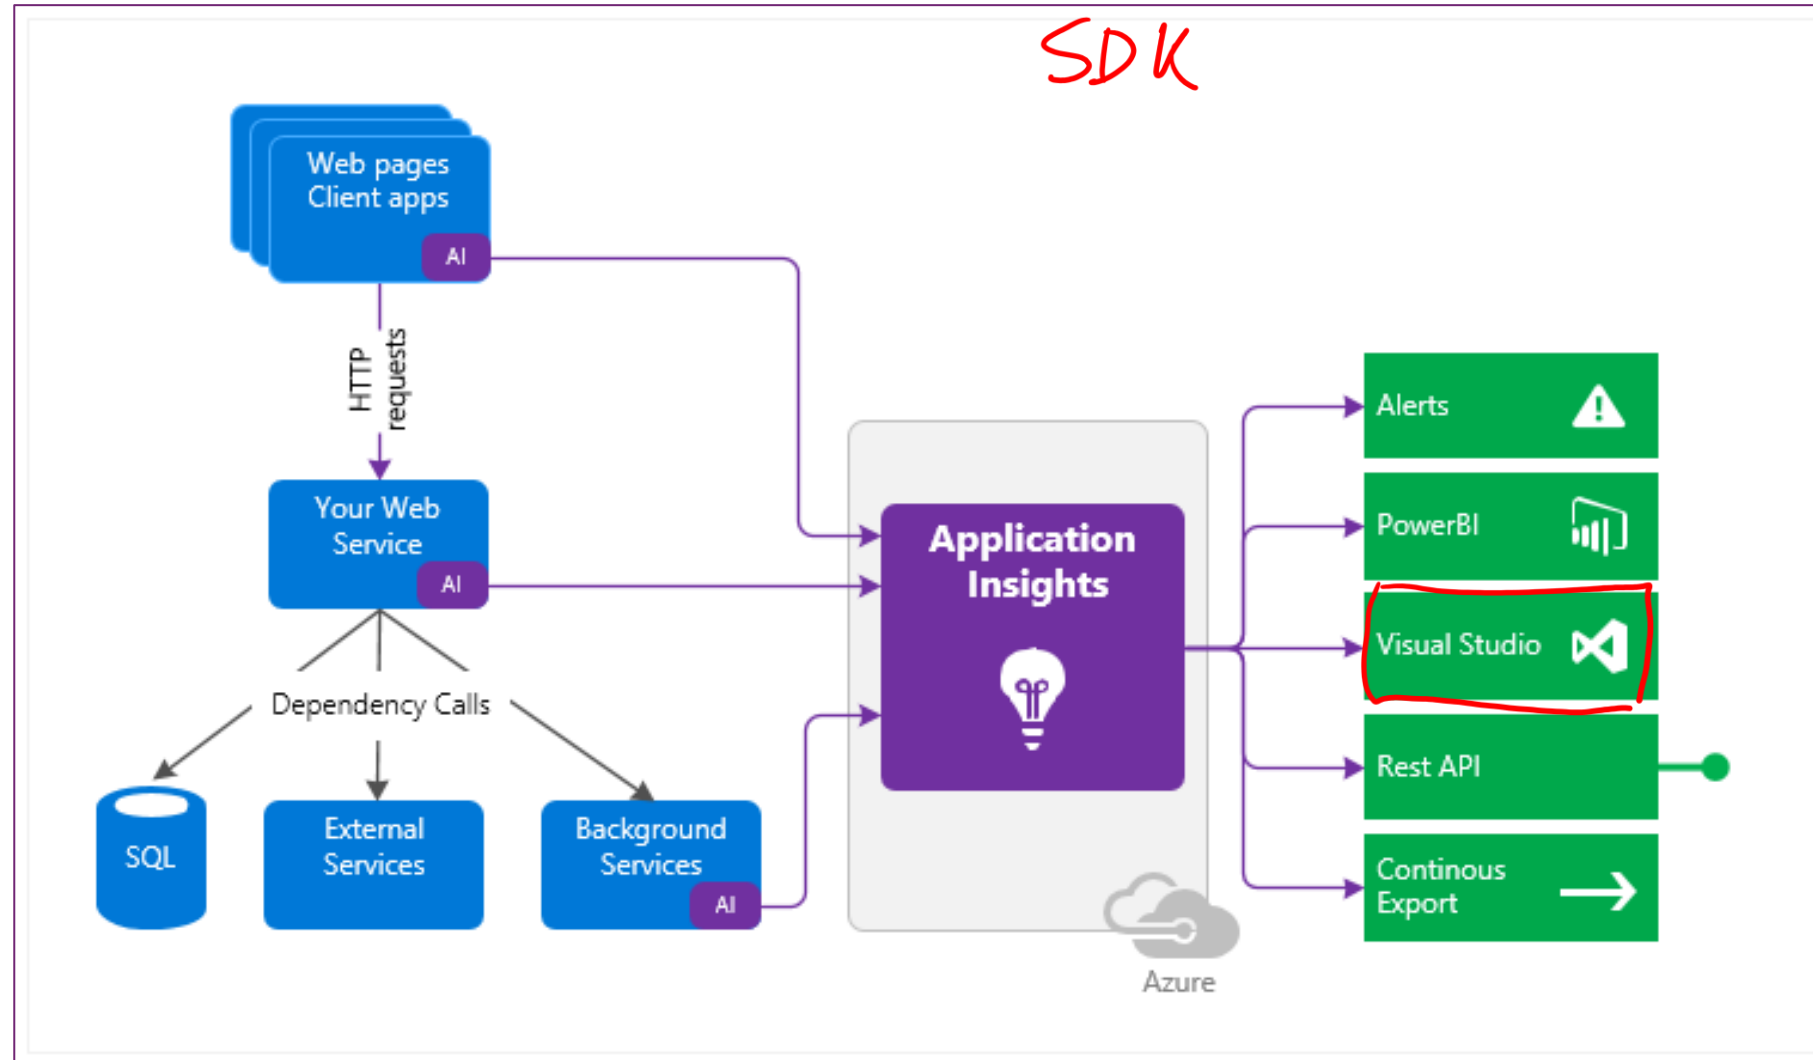 SDK
Web pages
Client apps
AI
HTTP
requests
Your Web
Service
AI
Dependency Calls
SQL
External
Services
Background
Services
AI
Application
Insights
Azure
Alerts
PowerBI
Visual Studio
Rest API
Continous
Export